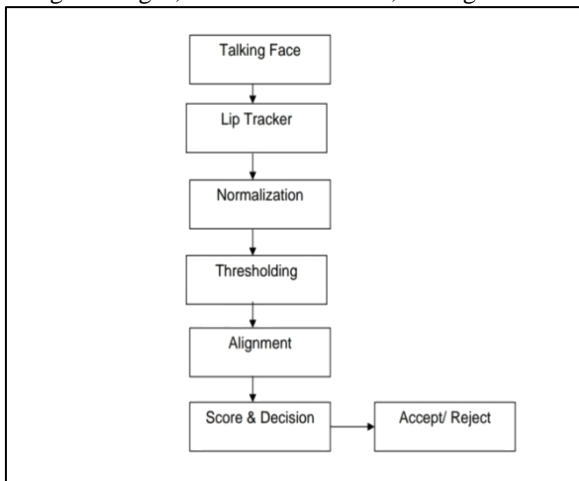 Talking Face
Lip Tracker
Normalization
Thresholding
Alignment
Score & Decision
Accept/ Reject